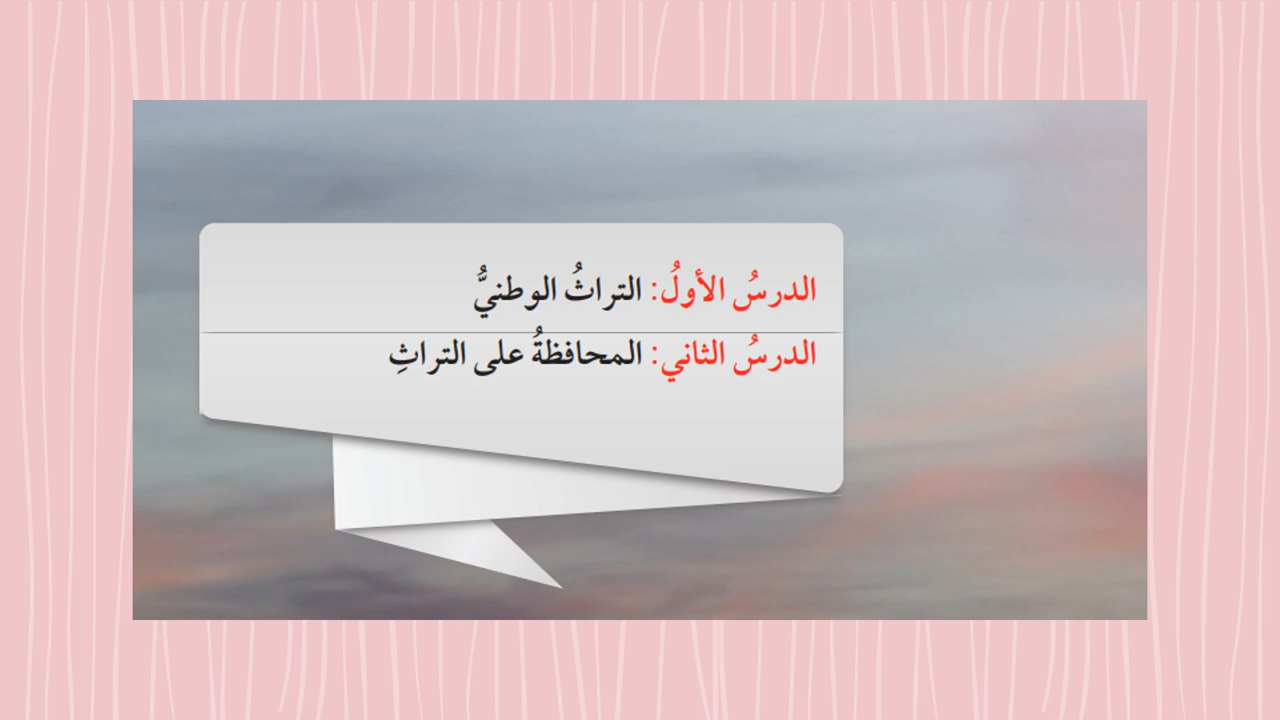 الدرسُ الأولُ: التراثُ الوطنيُّ
الدرسُ الثاني: المحافظةُ على التراثِ